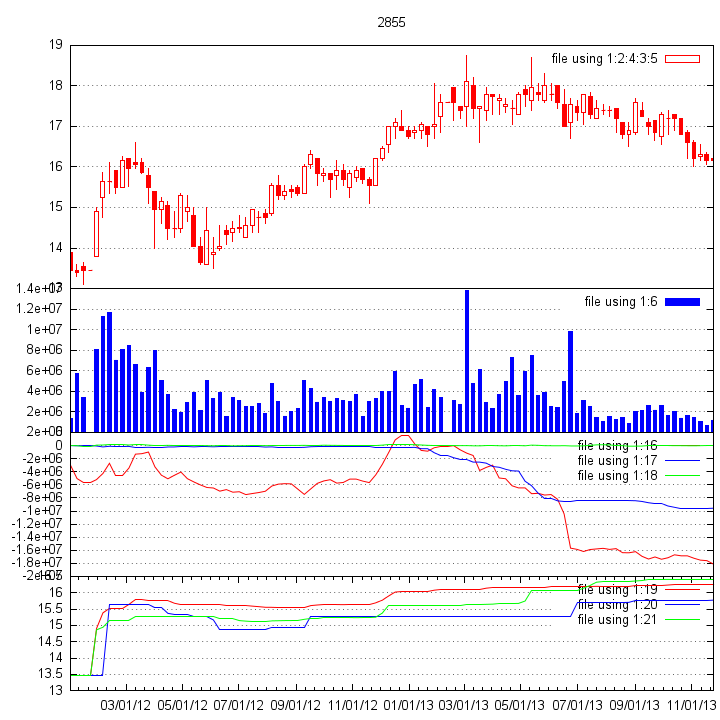 2855
19
file using 1:2:4:3:5
18
17
16
15
14
13
1.4e+07
file using 1:6
1.2e+07
1e+07
8e+06
6e+06
4e+06
2e+06
0
2e+06
file using 1:16
0
file using 1:17
-2e+06
file using 1:18
-4e+06
-6e+06
-8e+06
-1e+07
-1.2e+07
-1.4e+07
-1.6e+07
-1.8e+07
-2e+07
16.5
file using 1:19
16
file using 1:20
15.5
file using 1:21
15
14.5
14
13.5
13
03/01/12 05/01/12 07/01/12 09/01/12 11/01/12 01/01/13 03/01/13 05/01/13 07/01/13 09/01/13 11/01/13